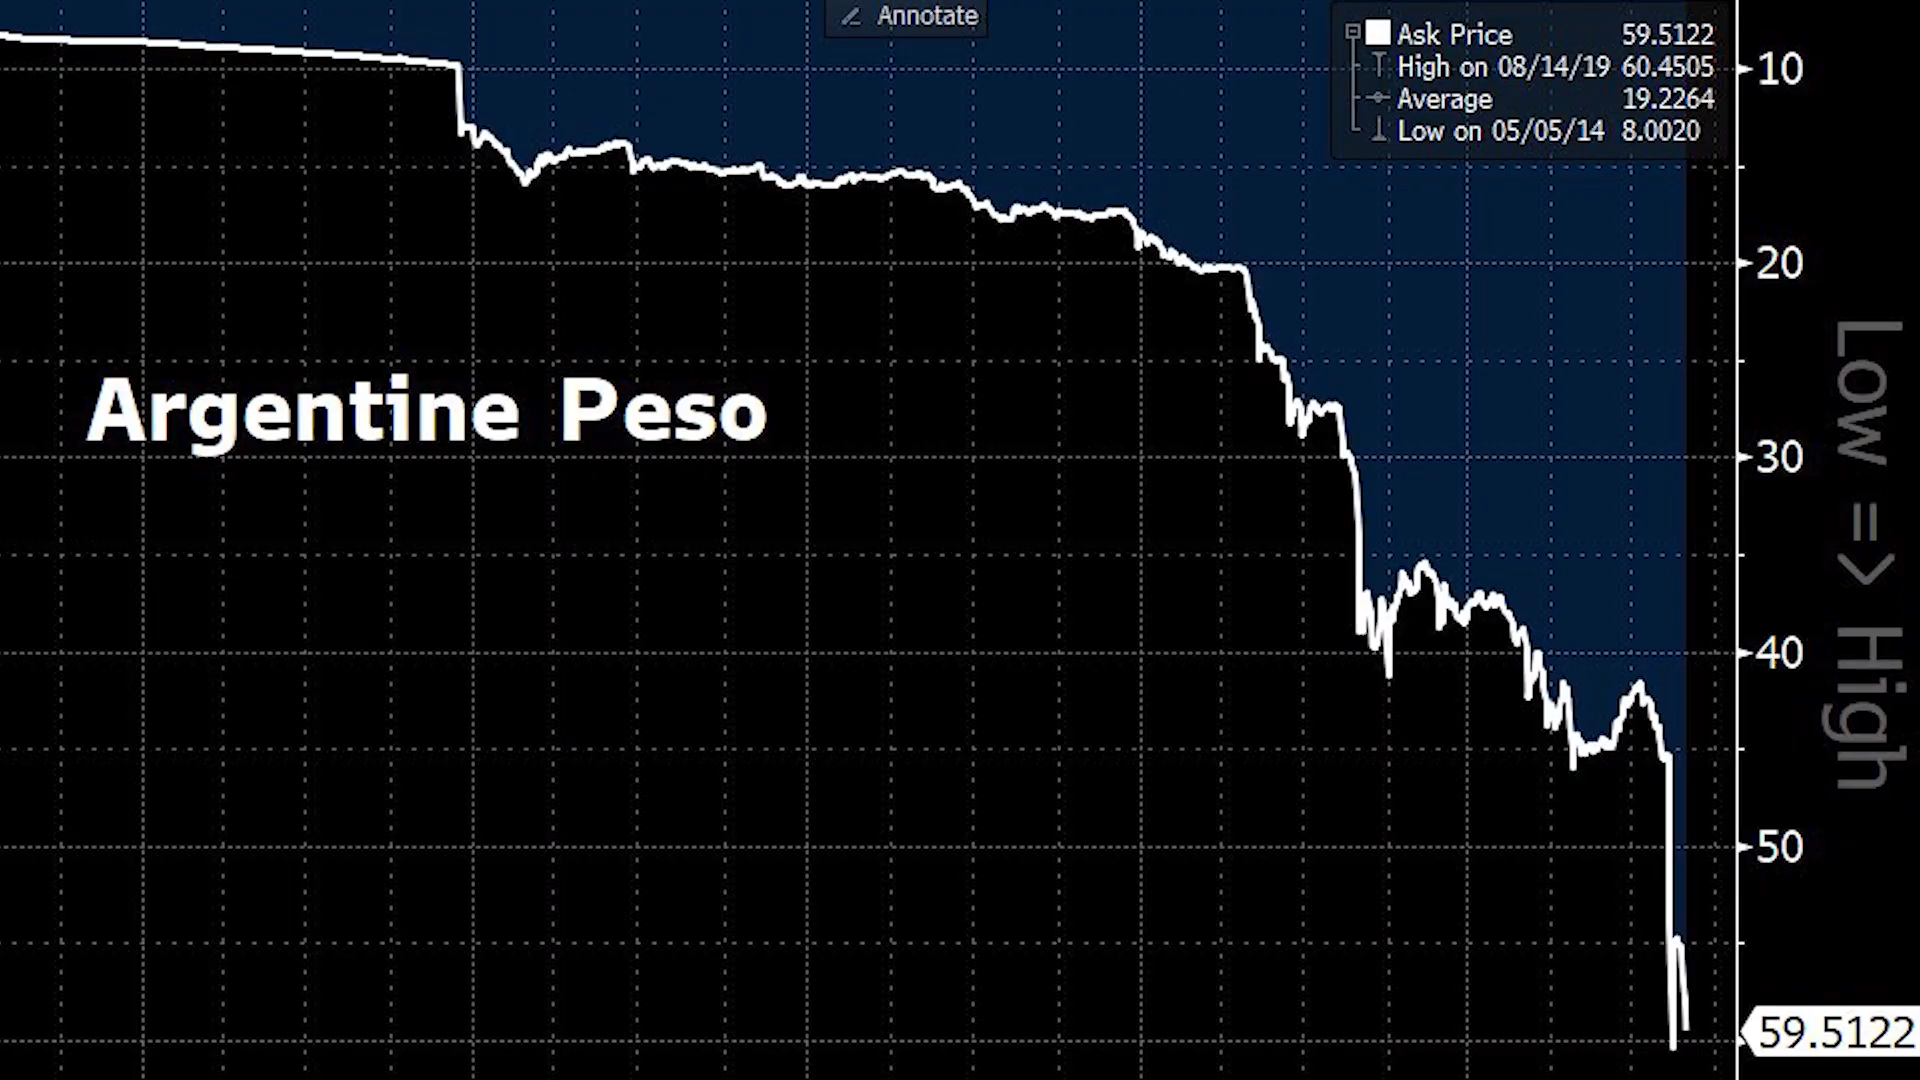 Annotate
Ask Price 59.5122
High on 08/14/19 60.4505
Average 19.2264
Low on 05/05/14 8.0020
10
20
30
40
50
59.5122
Low => High
Argentine Peso